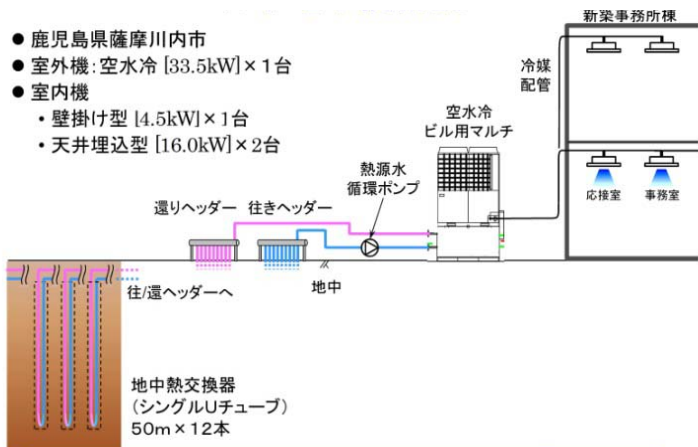 ● 鹿児島県薩摩川内市
● 室外機:空水冷 [33.5kW]×1台
● 室内機
・壁掛け型 [4.5kW]×1台
・天井埋込型 [16.0kW]×2台
新築事務所棟
冷媒
配管
空水冷
ビル用マルチ
熱源水
循環ポンプ
還りヘッダー
往きヘッダー
応接室
事務室
往/還ヘッダーへ
地中
地中熱交換器
(シングルUチューブ)
50m×12本